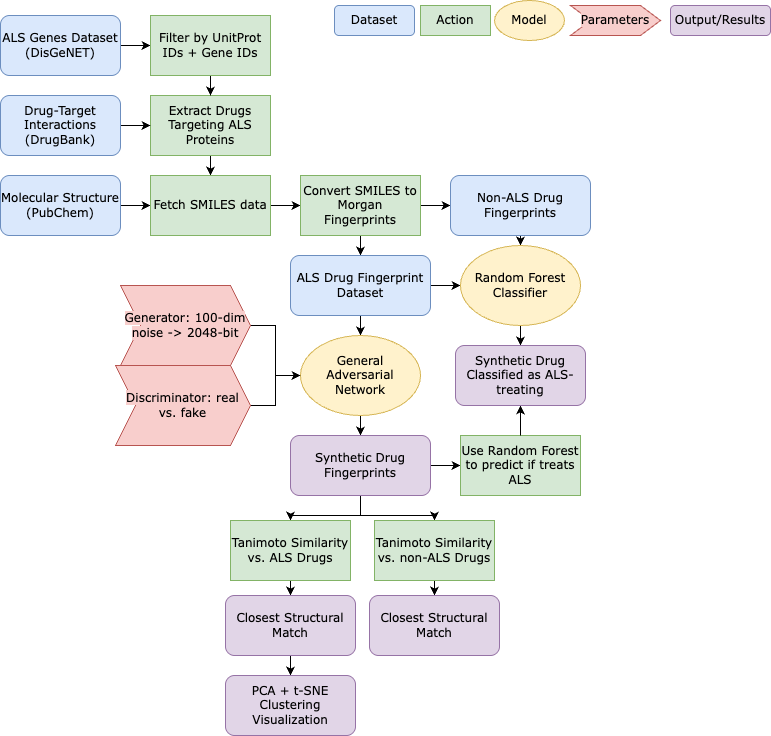 Dataset
Action
Model
Parameters
Output/Results
ALS Genes Dataset
(DisGeNET)
Filter by UnitProt
IDs + Gene IDs
Drug-Target
Interactions
(DrugBank)
Extract Drugs
Targeting ALS
Proteins
Molecular Structure
(PubChem)
Fetch SMILES data
Convert SMILES to
Morgan
Fingerprints
Non-ALS Drug
Fingerprints
ALS Drug Fingerprint
Dataset
Random Forest
Classifier
Generator: 100-dim
noise -> 2048-bit
Discriminator: real
vs. fake
General
Adversarial
Network
Synthetic Drug
Classified as ALS-
treating
Synthetic Drug
Fingerprints
Use Random Forest
to predict if treats
ALS
Tanimoto Similarity
vs. ALS Drugs
Tanimoto Similarity
vs. non-ALS Drugs
Closest Structural
Match
Closest Structural
Match
PCA + t-SNE
Clustering
Visualization